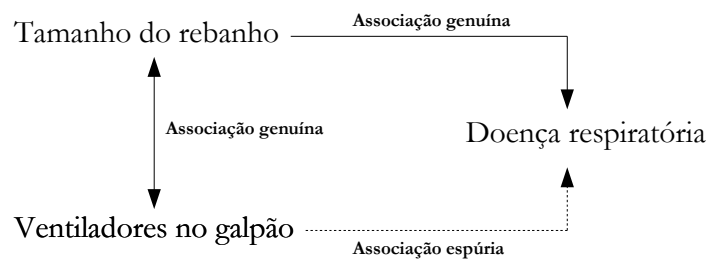 Associação genuína
Tamanho do rebanho
Associação genuína
Doença respiratória
Ventiladores no galpão
Associação espúria